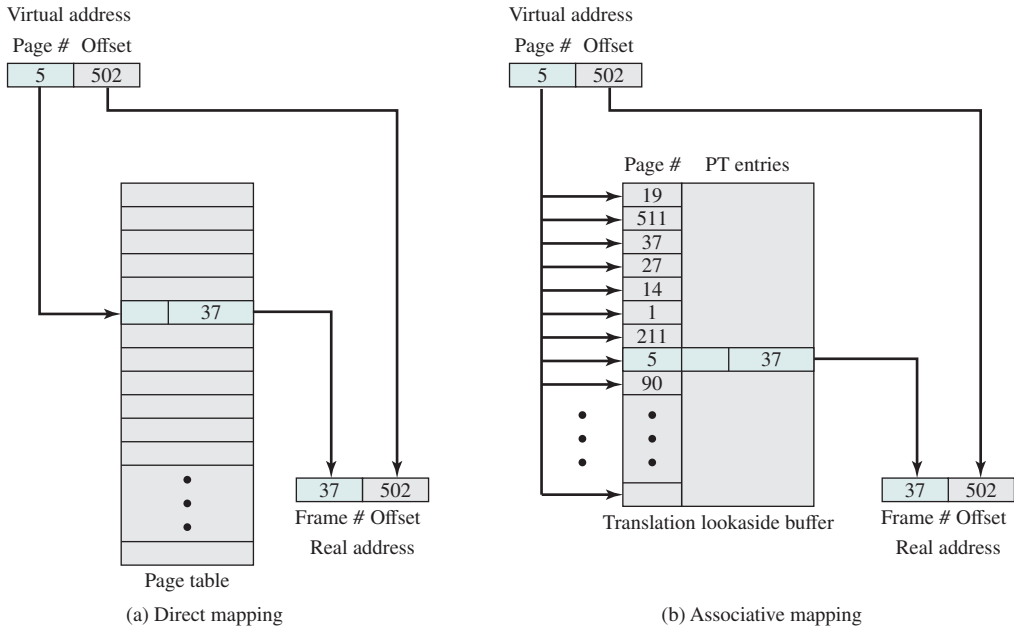 Virtual address
Page # Offset
5 502
37
37 502
Frame # Offset
Real address
Page table
(a) Direct mapping
Virtual address
Page # Offset
5 502
Page # PT entries
19
511
37
27
14
1
211
5 37
90
37 502
Translation lookaside buffer
Frame # Offset
Real address
(b) Associative mapping